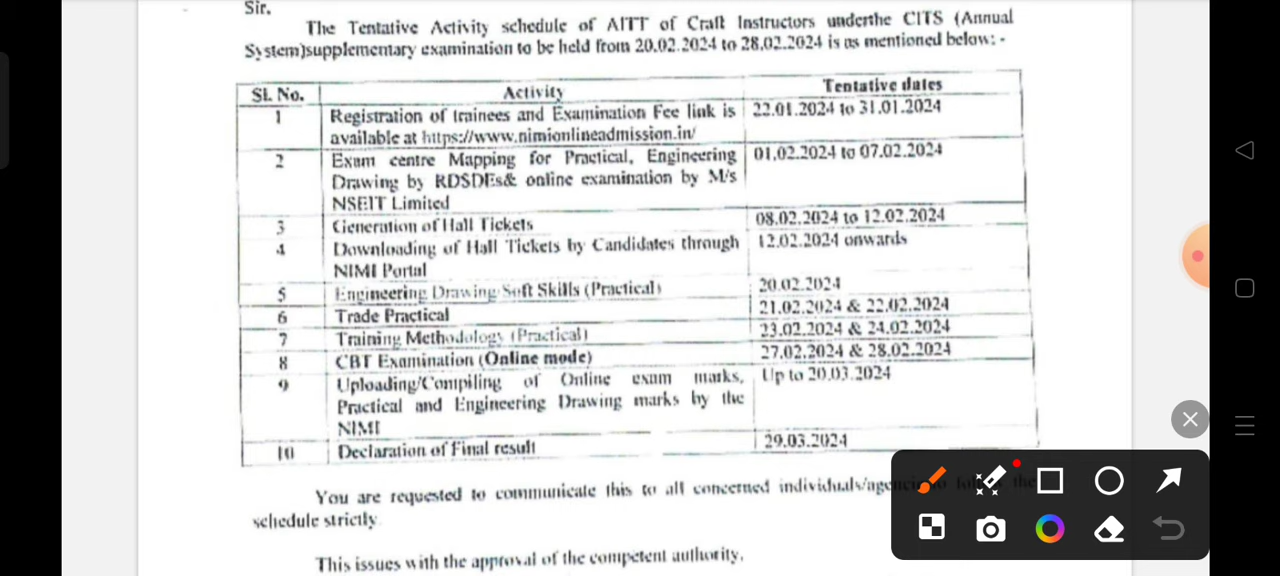 Sir,
The Tentative Activity schedule of AITT of Craft Instructors underthe CITS (Annual
System)supplementary examination to be held from 20.02.2024 to 28.02.2024 is as mentioned below: -
Sl. No. Activity Tentative dates
1 Registration of trainees and Examination Fee link is 22.01.2024 to 31.01.2024
available at https://www.nimionlineadmission.in/
2 Exam centre Mapping for Practical, Engineering 01.02.2024 to 07.02.2024
Drawing by RDSDEs& online examination by M/s
NSEIT Limited
3 Generation of Hall Tickets 08.02.2024 to 12.02.2024
4 Downloading of Hall Tickets by Candidates through 12.02.2024 onwards
NIMI Portal
5 Engineering Drawing/Soft Skills (Practical) 20.02.2024
6 Trade Practical 21.02.2024 & 22.02.2024
7 Training Methodology (Practical) 23.02.2024 & 24.02.2024
8 CBT Examination (Online mode) 27.02.2024 & 28.02.2024
9 Uploading/Compiling of Online exam marks, Up to 20.03.2024
Practical and Engineering Drawing marks by the
NIMI
10 Declaration of Final result 29.03.2024
You are requested to communicate this to all concerned individuals/agencies the
schedule strictly.
This issues with the approval of the competent authority.